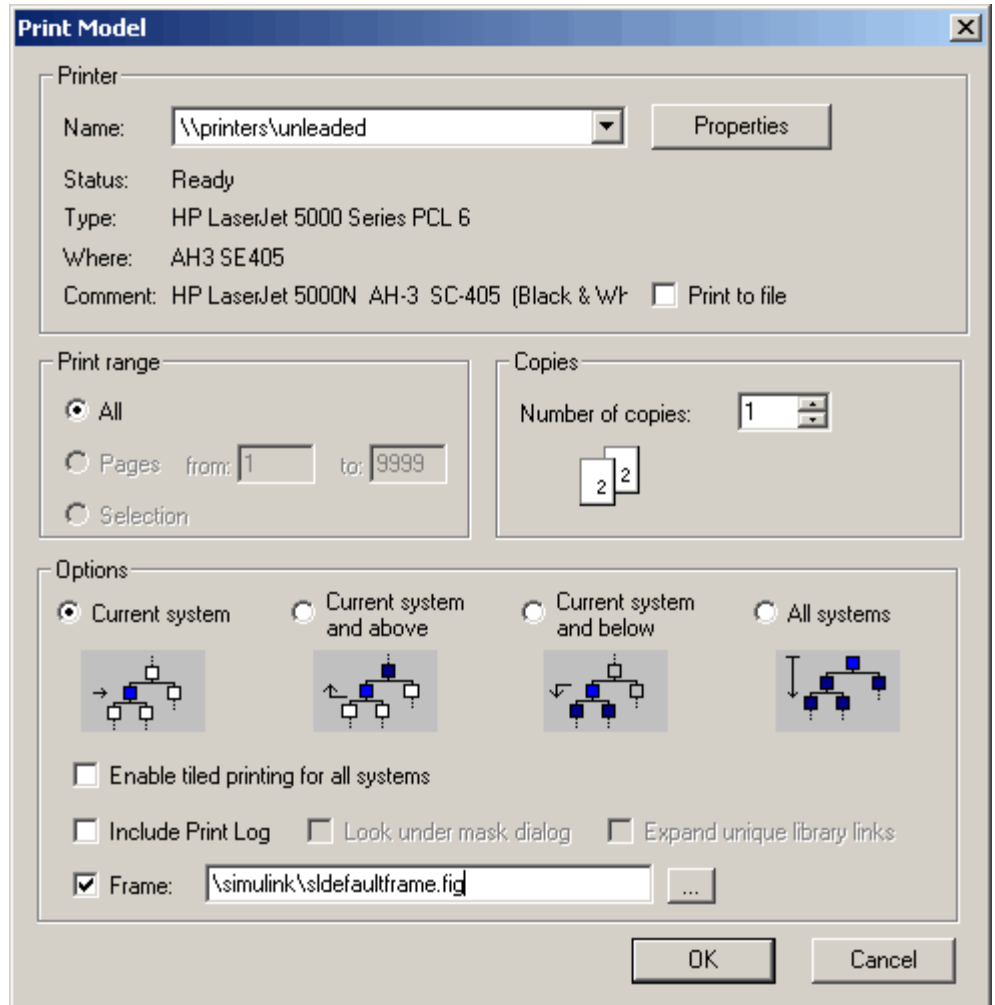 Print Model
Printer
Name: \\printers\unleaded Properties
Status: Ready
Type: HP LaserJet 5000 Series PCL 6
Where: AH3 SE405
Comment: HP LaserJet 5000N AH-3 SC-405 (Black & Wh Print to file
Print range
All
Pages from: 1 to: 9999
Selection
Copies
Number of copies: 1
2 2
Options
Current system
Current system
and above
Current system
and below
All systems
Enable tiled printing for all systems
Include Print Log Look under mask dialog Expand unique library links
Frame: \simulink\sldefaultframe.fig ...
OK Cancel